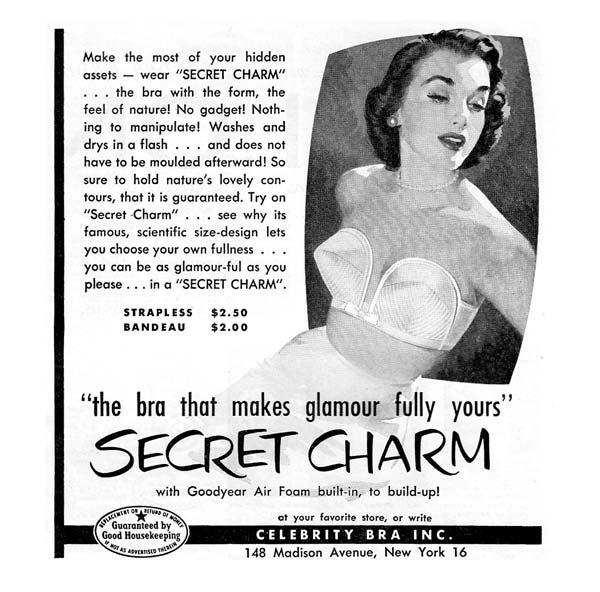 Make the most of your hidden
assets — wear "SECRET CHARM"
. . . the bra with the form, the
feel of nature! No gadget! Noth-
ing to manipulate! Washes and
drys in a flash . . . and does not
have to be moulded afterward! So
sure to hold nature's lovely con-
tours, that it is guaranteed. Try on
"Secret Charm" . . . see why its
famous, scientific size-design lets
you choose your own fullness . . .
you can be as glamour-ful as you
please . . . in a "SECRET CHARM".
STRAPLESS $2.50
BANDEAU $2.00
"the bra that makes glamour fully yours"
SECRET CHARM
with Goodyear Air Foam built-in, to build-up!
at your favorite store, or write
CELEBRITY BRA INC.
148 Madison Avenue, New York 16
REPLACEMENT OR REFUND OF MONEY
Guaranteed by
Good Housekeeping
IF NOT AS ADVERTISED THEREIN